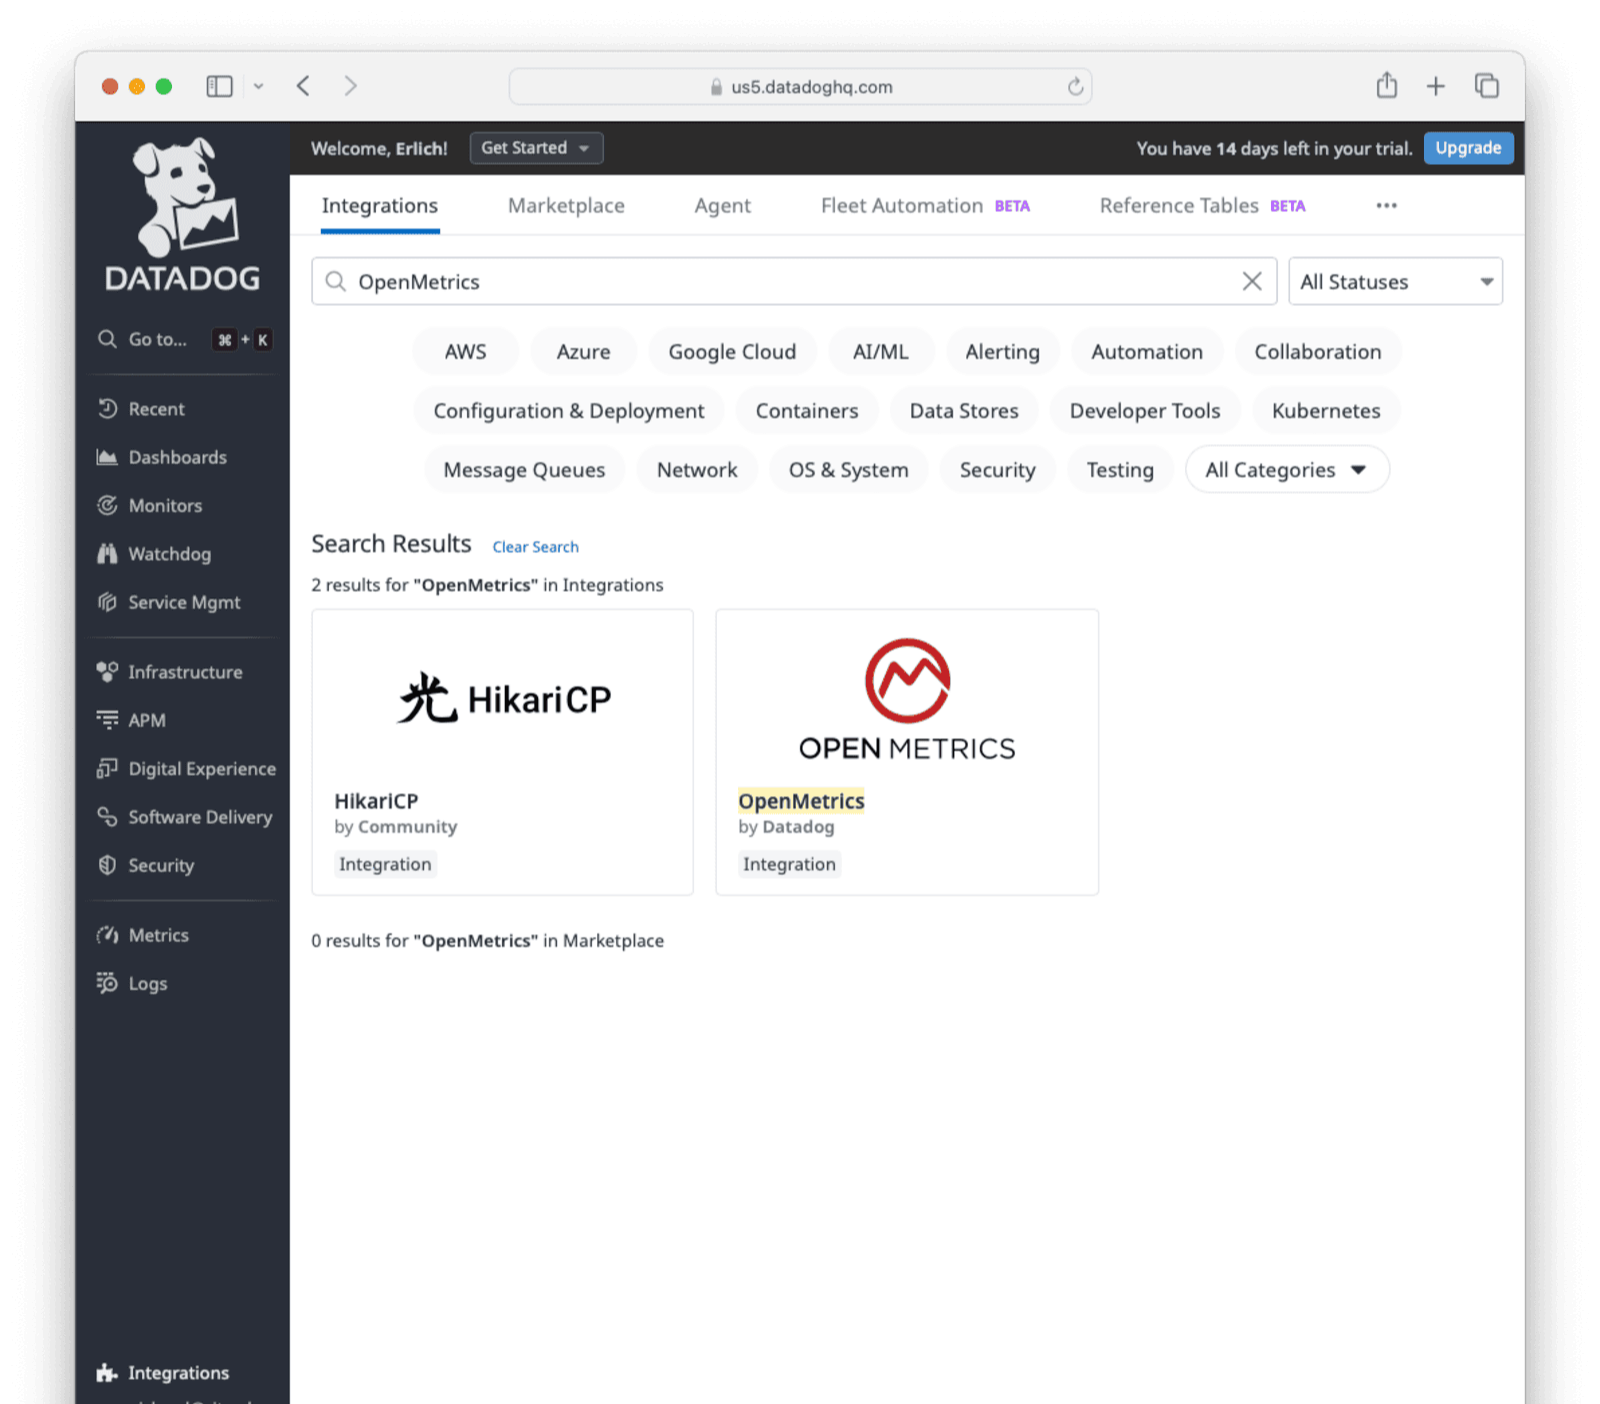 us5.datadoghq.com
DATADOG
Go to... ⌘ + K
Recent
Dashboards
Monitors
Watchdog
Service Mgmt
Infrastructure
APM
Digital Experience
Software Delivery
Security
Metrics
Logs
Integrations
Welcome, Erlich! Get Started You have 14 days left in your trial. Upgrade
Integrations Marketplace Agent Fleet Automation BETA Reference Tables BETA
OpenMetrics All Statuses
AWS Azure Google Cloud AI/ML Alerting Automation Collaboration
Configuration & Deployment Containers Data Stores Developer Tools Kubernetes
Message Queues Network OS & System Security Testing All Categories
Search Results Clear Search
2 results for "OpenMetrics" in Integrations
光 HikariCP
HikariCP
by Community
Integration
OPEN METRICS
OpenMetrics
by Datadog
Integration
0 results for "OpenMetrics" in Marketplace